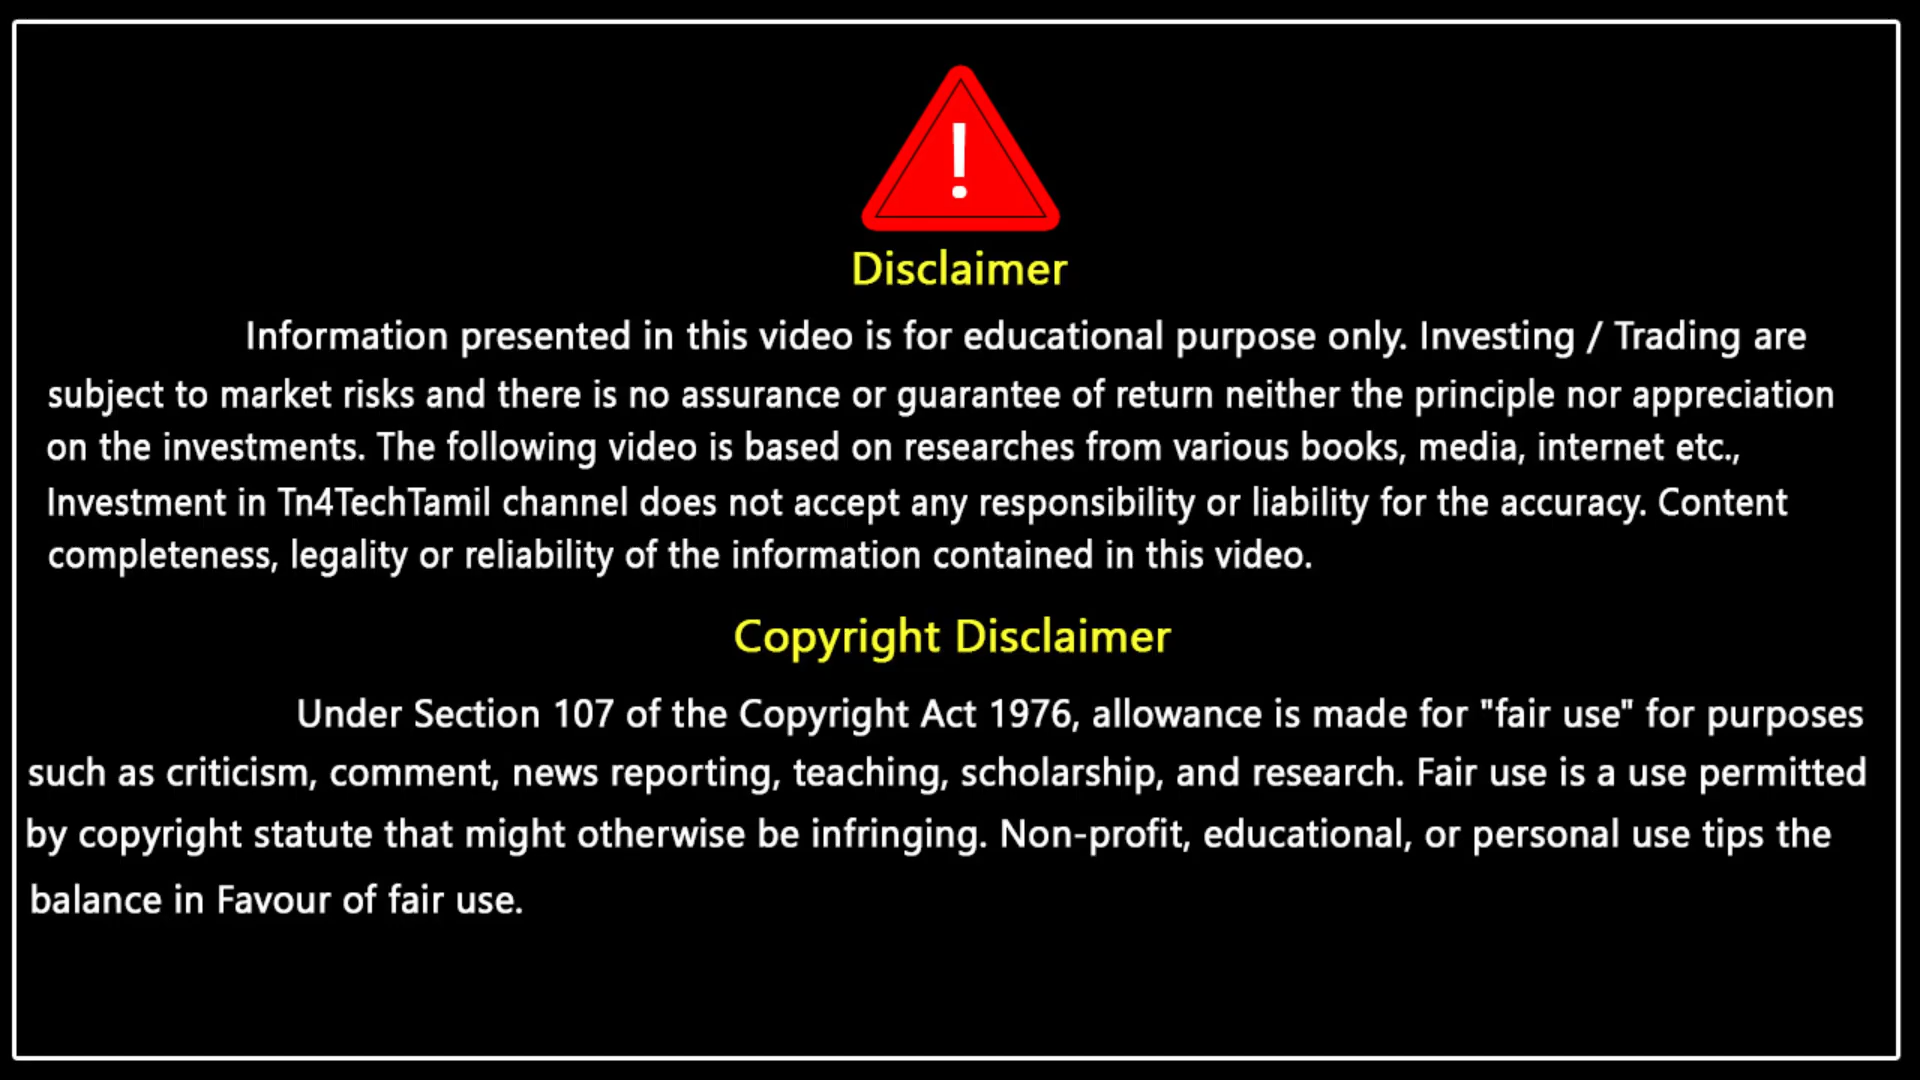 !
Disclaimer
Information presented in this video is for educational purpose only. Investing / Trading are
subject to market risks and there is no assurance or guarantee of return neither the principle nor appreciation
on the investments. The following video is based on researches from various books, media, internet etc.,
Investment in Tn4TechTamil channel does not accept any responsibility or liability for the accuracy. Content
completeness, legality or reliability of the information contained in this video.
Copyright Disclaimer
Under Section 107 of the Copyright Act 1976, allowance is made for "fair use" for purposes
such as criticism, comment, news reporting, teaching, scholarship, and research. Fair use is a use permitted
by copyright statute that might otherwise be infringing. Non-profit, educational, or personal use tips the
balance in Favour of fair use.